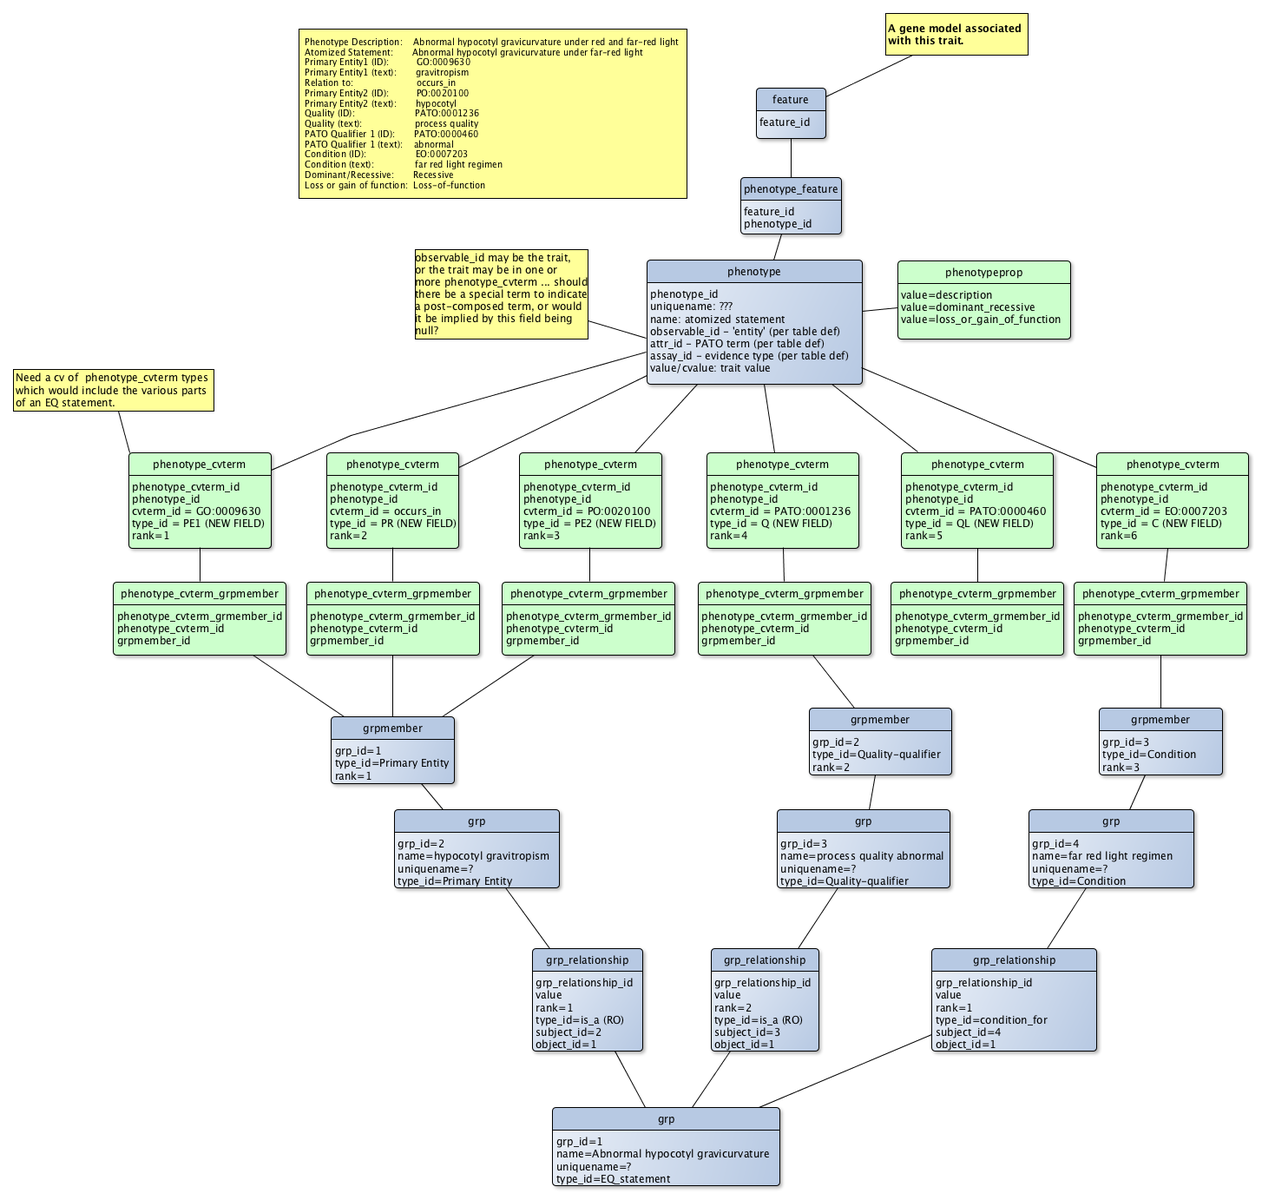 A gene model associated
with this trait.
Phenotype Description: Abnormal hypocotyl gravicurvature under red and far-red light
Atomized Statement: Abnormal hypocotyl gravicurvature under far-red light
Primary Entity1 (ID): GO:0009630
Primary Entity1 (text): gravitropism
Relation to: occurs_in
Primary Entity2 (ID): PO:0020100
Primary Entity2 (text): hypocotyl
Quality (ID): PATO:0001236
Quality (text): process quality
PATO Qualifier 1 (ID): PATO:0000460
PATO Qualifier 1 (text): abnormal
Condition (ID): EO:0007203
Condition (text): far red light regimen
Dominant/Recessive: Recessive
Loss or gain of function: Loss-of-function
feature
feature_id
phenotype_feature
feature_id
phenotype_id
observable_id may be the trait,
or the trait may be in one or
more phenotype_cvterm ... should
there be a special term to indicate
a post-composed term, or would
it be implied by this field being
null?
phenotype
phenotype_id
uniquename: ???
name: atomized statement
observable_id - 'entity' (per table def)
attr_id - PATO term (per table def)
assay_id - evidence type (per table def)
value/cvalue: trait value
phenotypeprop
value=description
value=dominant_recessive
value=loss_or_gain_of_function
Need a cv of phenotype_cvterm types
which would include the various parts
of an EQ statement.
phenotype_cvterm
phenotype_cvterm_id
phenotype_id
cvterm_id = GO:0009630
type_id = PE1 (NEW FIELD)
rank=1
phenotype_cvterm
phenotype_cvterm_id
phenotype_id
cvterm_id = occurs_in
type_id = PR (NEW FIELD)
rank=2
phenotype_cvterm
phenotype_cvterm_id
phenotype_id
cvterm_id = PO:0020100
type_id = PE2 (NEW FIELD)
rank=3
phenotype_cvterm
phenotype_cvterm_id
phenotype_id
cvterm_id = PATO:0001236
type_id = Q (NEW FIELD)
rank=4
phenotype_cvterm
phenotype_cvterm_id
phenotype_id
cvterm_id = PATO:0000460
type_id = QL (NEW FIELD)
rank=5
phenotype_cvterm
phenotype_cvterm_id
phenotype_id
cvterm_id = EO:0007203
type_id = C (NEW FIELD)
rank=6
phenotype_cvterm_grpmember
phenotype_cvterm_grmember_id
phenotype_cvterm_id
grpmember_id
phenotype_cvterm_grpmember
phenotype_cvterm_grmember_id
phenotype_cvterm_id
grpmember_id
phenotype_cvterm_grpmember
phenotype_cvterm_grmember_id
phenotype_cvterm_id
grpmember_id
phenotype_cvterm_grpmember
phenotype_cvterm_grmember_id
phenotype_cvterm_id
grpmember_id
phenotype_cvterm_grpmember
phenotype_cvterm_grmember_id
phenotype_cvterm_id
grpmember_id
phenotype_cvterm_grpmember
phenotype_cvterm_grmember_id
phenotype_cvterm_id
grpmember_id
grpmember
grp_id=1
type_id=Primary Entity
rank=1
grpmember
grp_id=2
type_id=Quality-qualifier
rank=2
grpmember
grp_id=3
type_id=Condition
rank=3
grp
grp_id=2
name=hypocotyl gravitropism
uniquename=?
type_id=Primary Entity
grp
grp_id=3
name=process quality abnormal
uniquename=?
type_id=Quality-qualifier
grp
grp_id=4
name=far red light regimen
uniquename=?
type_id=Condition
grp_relationship
grp_relationship_id
value
rank=1
type_id=is_a (RO)
subject_id=2
object_id=1
grp_relationship
grp_relationship_id
value
rank=2
type_id=is_a (RO)
subject_id=3
object_id=1
grp_relationship
grp_relationship_id
value
rank=1
type_id=condition_for
subject_id=4
object_id=1
grp
grp_id=1
name=Abnormal hypocotyl gravicurvature
uniquename=?
type_id=EQ_statement